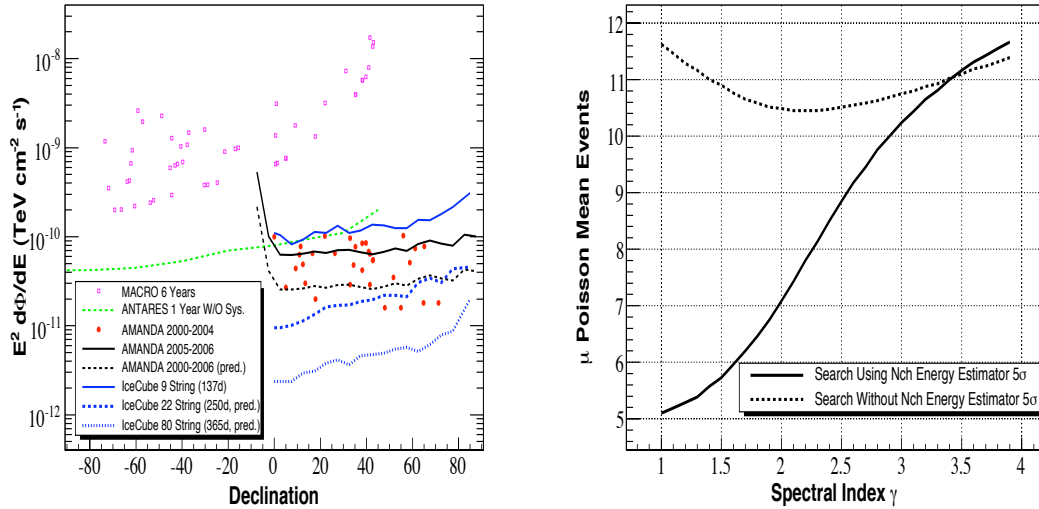 E² dΦ/dE (TeV cm⁻² s⁻¹)
10⁻⁸
10⁻⁹
10⁻¹⁰
10⁻¹¹
10⁻¹²
MACRO 6 Years
ANTARES 1 Year W/O Sys.
AMANDA 2000-2004
AMANDA 2005-2006
AMANDA 2000-2006 (pred.)
IceCube 9 String (137d)
IceCube 22 String (250d, pred.)
IceCube 80 String (365d, pred.)
-80 -60 -40 -20 0 20 40 60 80
Declination
μ Poisson Mean Events
12
11
10
9
8
7
6
5
Search Using Nch Energy Estimator 5σ
Search Without Nch Energy Estimator 5σ
1 1.5 2 2.5 3 3.5 4
Spectral Index γ